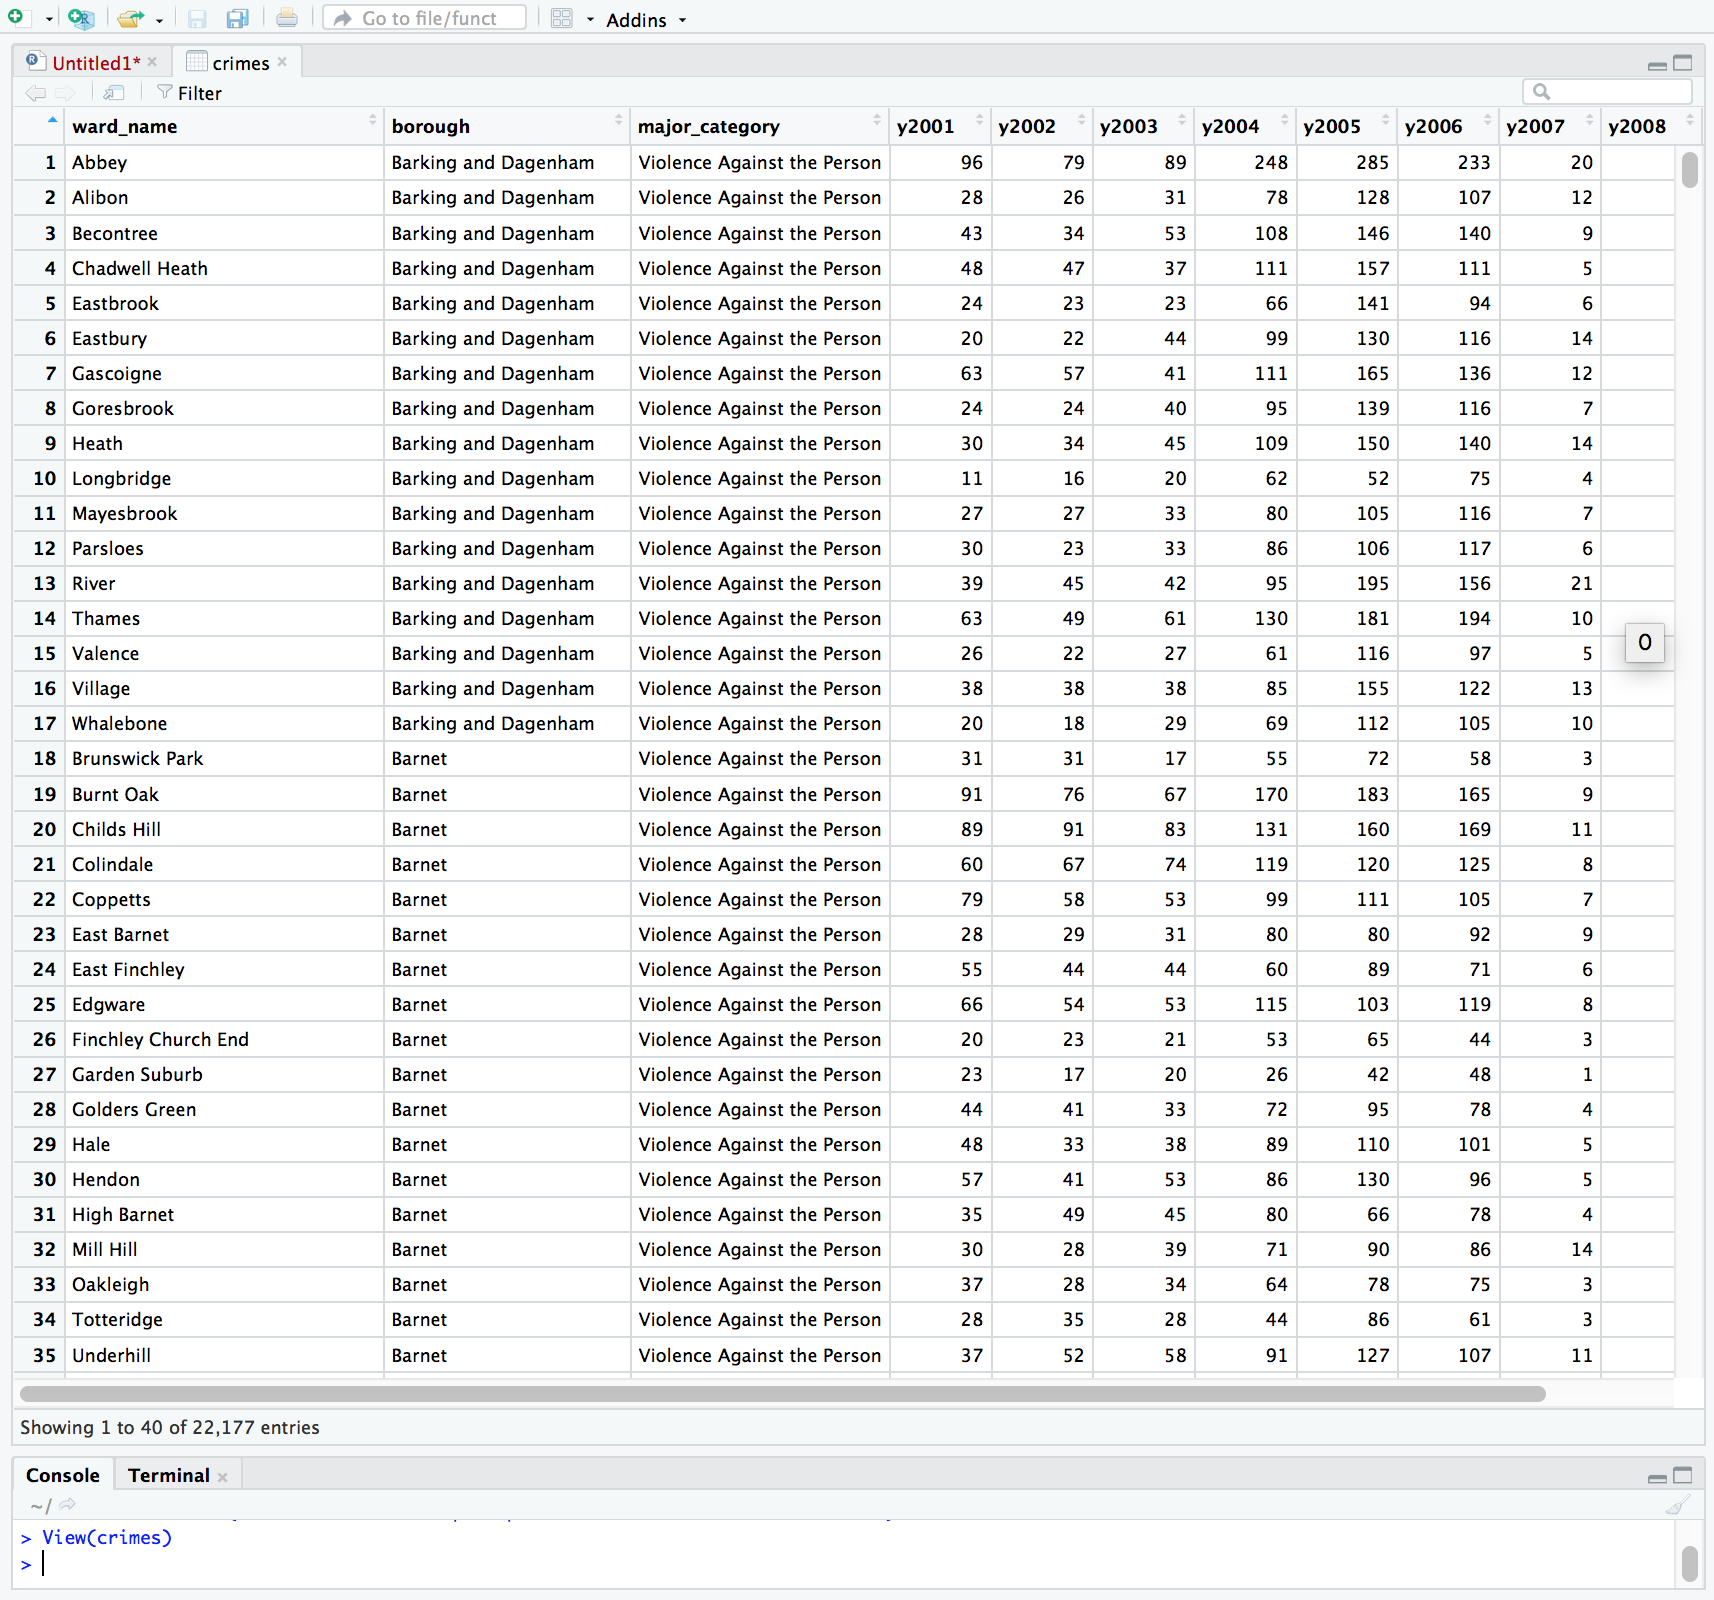 Go to file/funct Addins
Untitled1* crimes
Filter
ward_name borough major_category y2001 y2002 y2003 y2004 y2005 y2006 y2007 y2008
1 Abbey Barking and Dagenham Violence Against the Person 96 79 89 248 285 233 20
2 Alibon Barking and Dagenham Violence Against the Person 28 26 31 78 128 107 12
3 Becontree Barking and Dagenham Violence Against the Person 43 34 53 108 146 140 9
4 Chadwell Heath Barking and Dagenham Violence Against the Person 48 47 37 111 157 111 5
5 Eastbrook Barking and Dagenham Violence Against the Person 24 23 23 66 141 94 6
6 Eastbury Barking and Dagenham Violence Against the Person 20 22 44 99 130 116 14
7 Gascoigne Barking and Dagenham Violence Against the Person 63 57 41 111 165 136 12
8 Goresbrook Barking and Dagenham Violence Against the Person 24 24 40 95 139 116 7
9 Heath Barking and Dagenham Violence Against the Person 30 34 45 109 150 140 14
10 Longbridge Barking and Dagenham Violence Against the Person 11 16 20 62 52 75 4
11 Mayesbrook Barking and Dagenham Violence Against the Person 27 27 33 80 105 116 7
12 Parsloes Barking and Dagenham Violence Against the Person 30 23 33 86 106 117 6
13 River Barking and Dagenham Violence Against the Person 39 45 42 95 195 156 21
14 Thames Barking and Dagenham Violence Against the Person 63 49 61 130 181 194 10
15 Valence Barking and Dagenham Violence Against the Person 26 22 27 61 116 97 5 0
16 Village Barking and Dagenham Violence Against the Person 38 38 38 85 155 122 13
17 Whalebone Barking and Dagenham Violence Against the Person 20 18 29 69 112 105 10
18 Brunswick Park Barnet Violence Against the Person 31 31 17 55 72 58 3
19 Burnt Oak Barnet Violence Against the Person 91 76 67 170 183 165 9
20 Childs Hill Barnet Violence Against the Person 89 91 83 131 160 169 11
21 Colindale Barnet Violence Against the Person 60 67 74 119 120 125 8
22 Coppetts Barnet Violence Against the Person 79 58 53 99 111 105 7
23 East Barnet Barnet Violence Against the Person 28 29 31 80 80 92 9
24 East Finchley Barnet Violence Against the Person 55 44 44 60 89 71 6
25 Edgware Barnet Violence Against the Person 66 54 53 115 103 119 8
26 Finchley Church End Barnet Violence Against the Person 20 23 21 53 65 44 3
27 Garden Suburb Barnet Violence Against the Person 23 17 20 26 42 48 1
28 Golders Green Barnet Violence Against the Person 44 41 33 72 95 78 4
29 Hale Barnet Violence Against the Person 48 33 38 89 110 101 5
30 Hendon Barnet Violence Against the Person 57 41 53 86 130 96 5
31 High Barnet Barnet Violence Against the Person 35 49 45 80 66 78 4
32 Mill Hill Barnet Violence Against the Person 30 28 39 71 90 86 14
33 Oakleigh Barnet Violence Against the Person 37 28 34 64 78 75 3
34 Totteridge Barnet Violence Against the Person 28 35 28 44 86 61 3
35 Underhill Barnet Violence Against the Person 37 52 58 91 127 107 11
Showing 1 to 40 of 22,177 entries
Console Terminal
~/
> View(crimes)
>